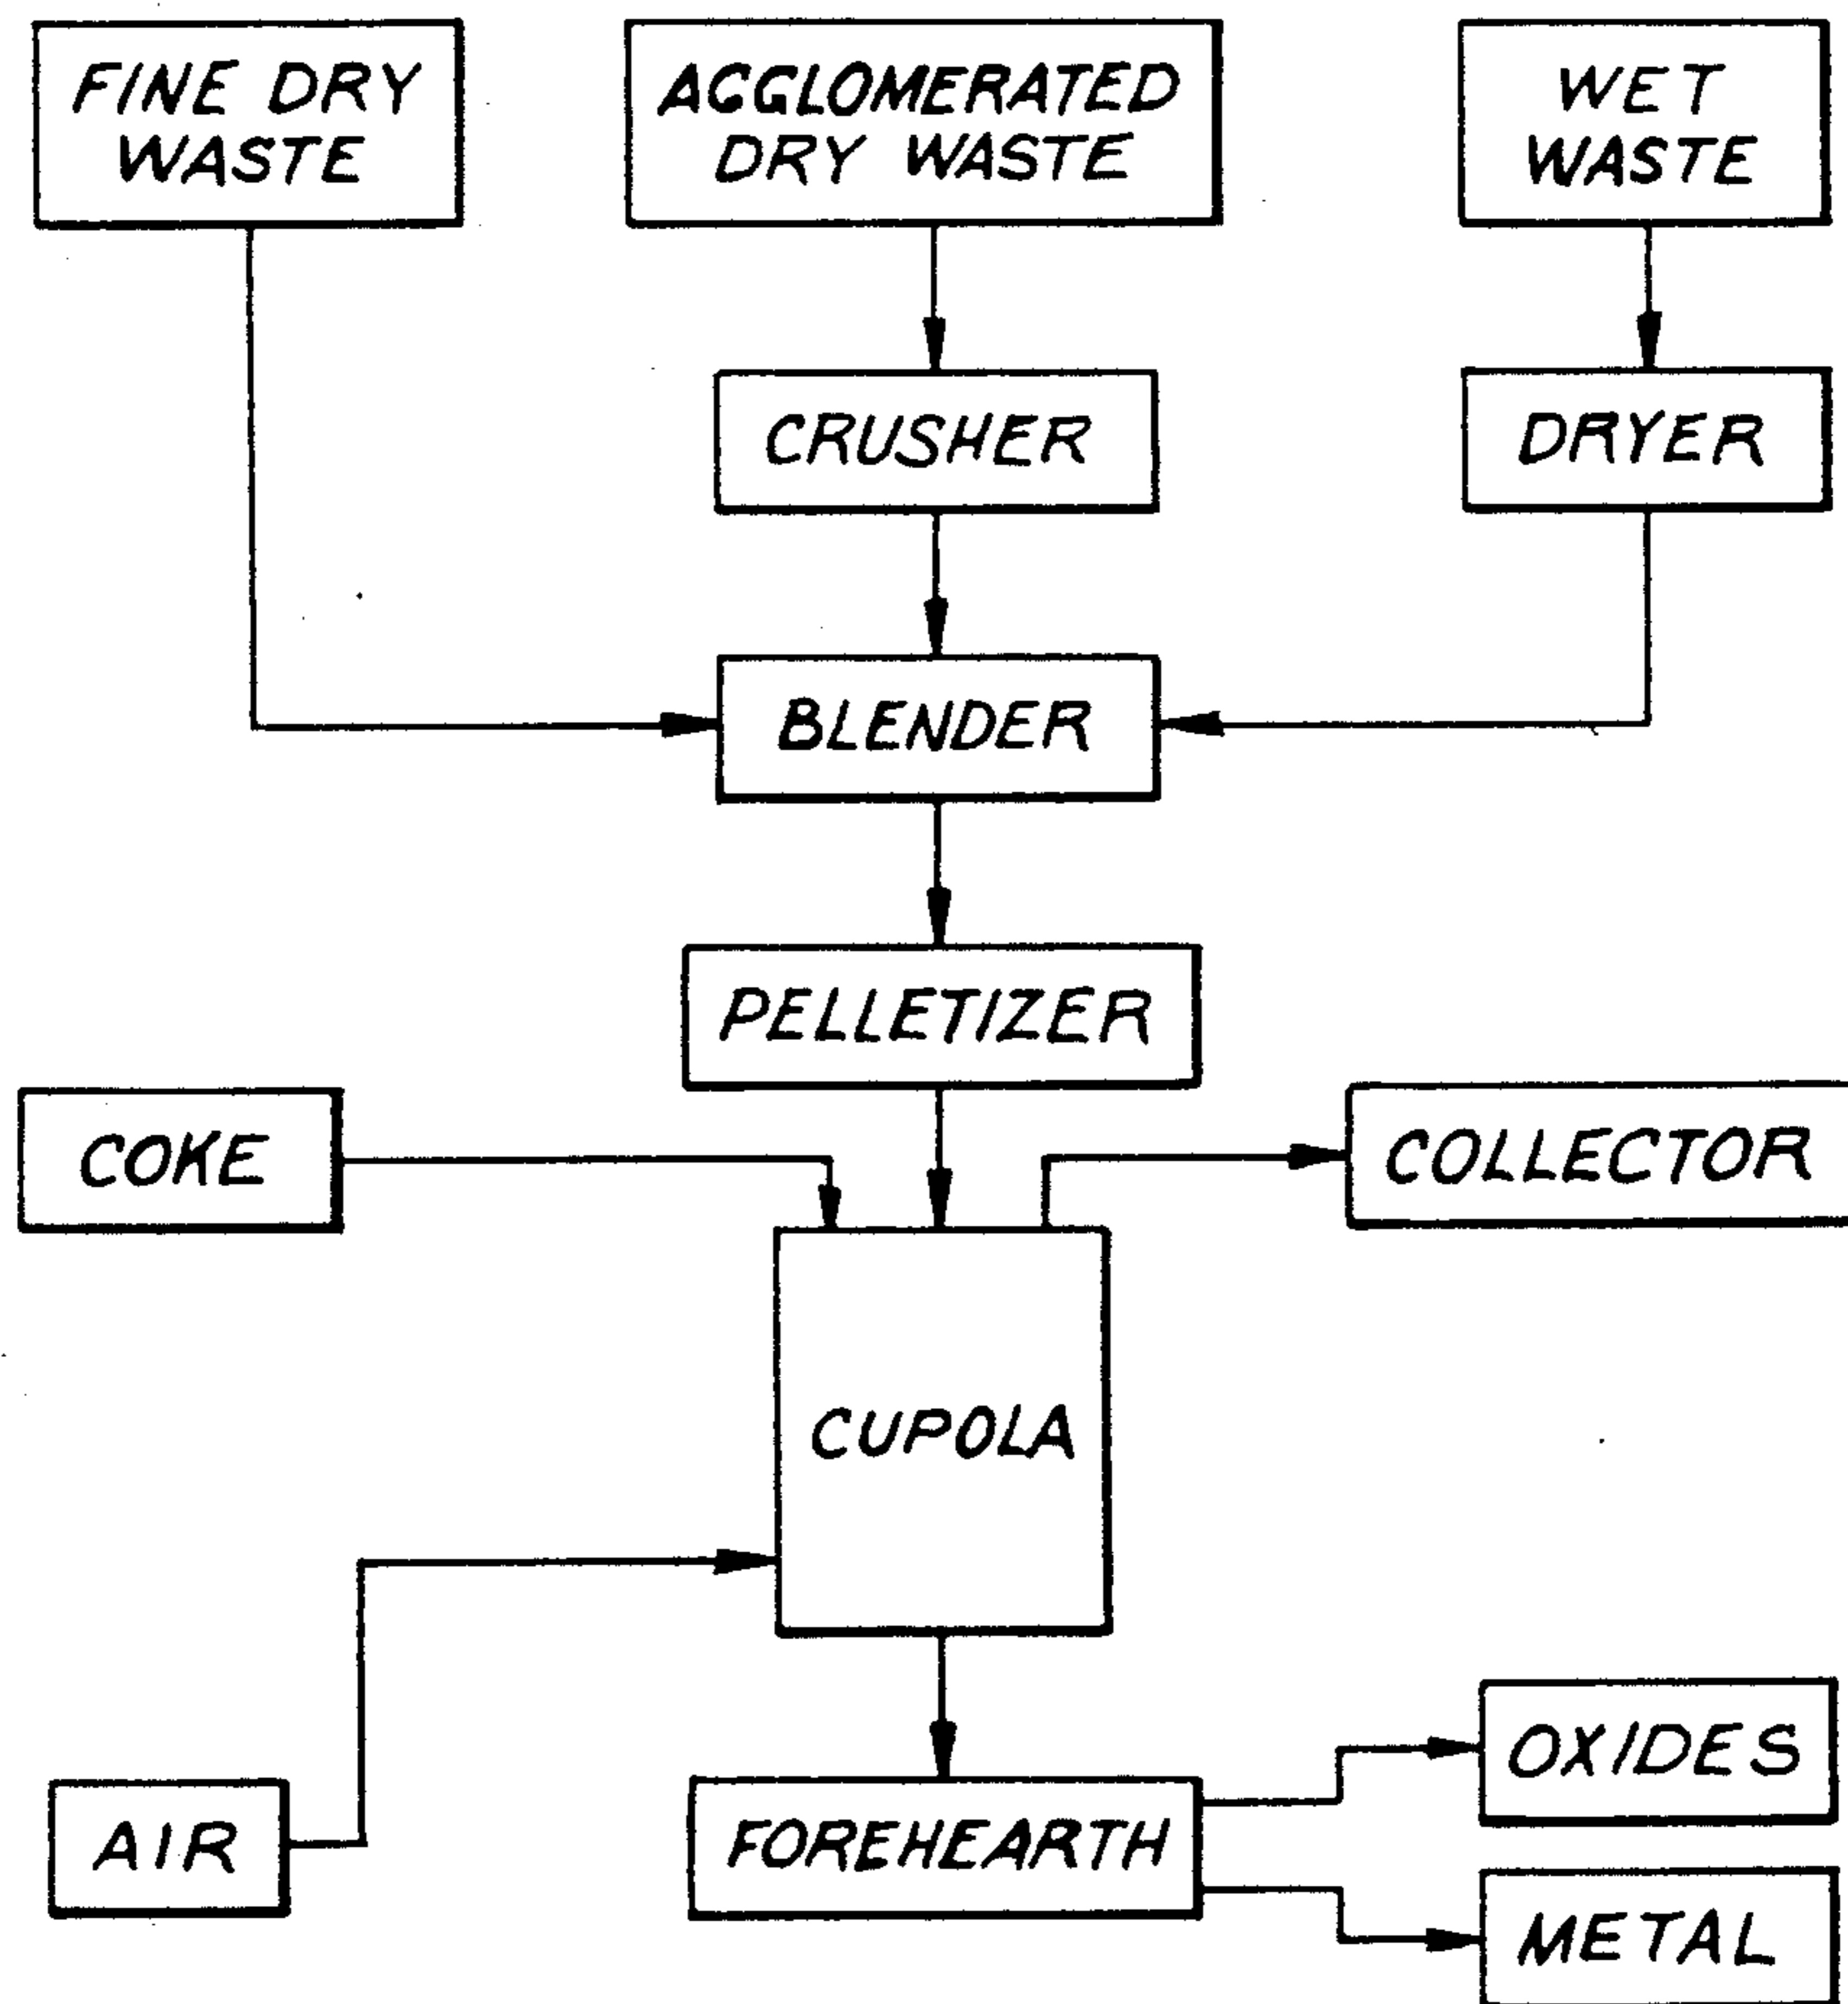 FINE DRY
WASTE
AGGLOMERATED
DRY WASTE
WET
WASTE
CRUSHER
DRYER
BLENDER
PELLETIZER
COKE
COLLECTOR
CUPOLA
OXIDES
AIR
FOREHEARTH
METAL